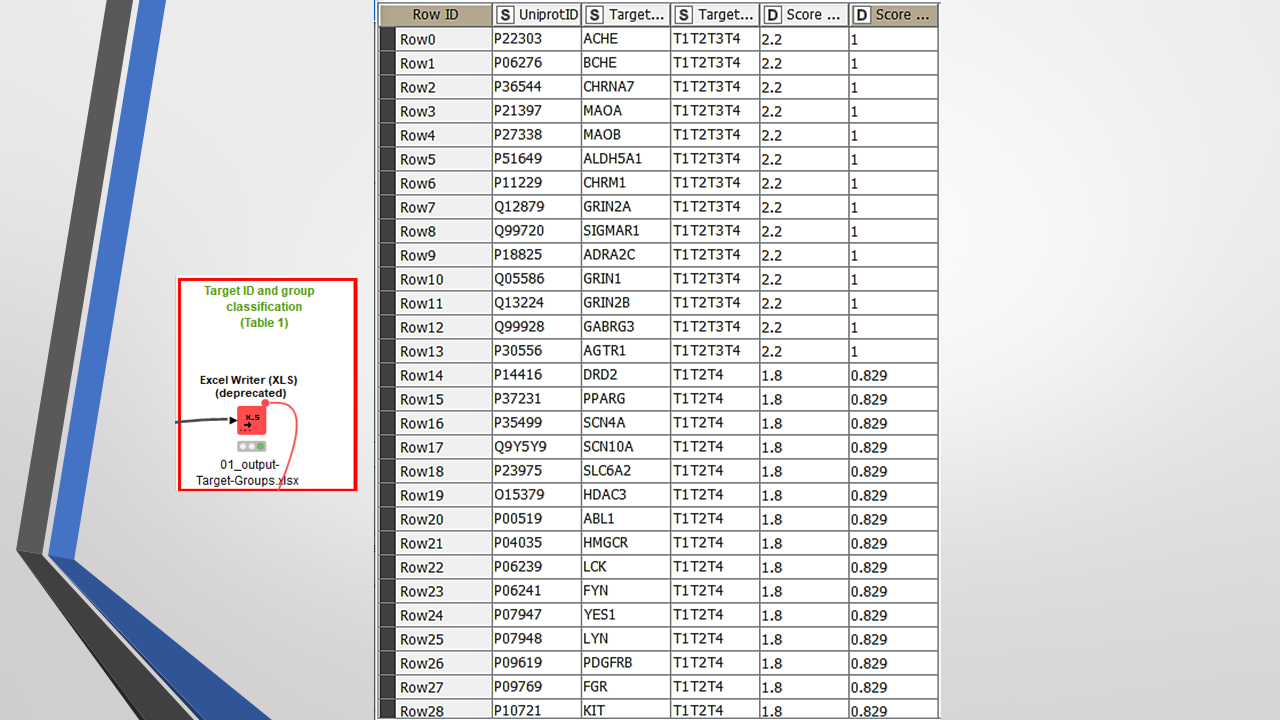 Target ID and group
classification
(Table 1)
Excel Writer (XLS)
(deprecated)
01_output-
Target-Groups.xlsx
Row ID S UniprotID S Target... S Target... D Score ... D Score ...
Row0 P22303 ACHE T1T2T3T4 2.2 1
Row1 P06276 BCHE T1T2T3T4 2.2 1
Row2 P36544 CHRNA7 T1T2T3T4 2.2 1
Row3 P21397 MAOA T1T2T3T4 2.2 1
Row4 P27338 MAOB T1T2T3T4 2.2 1
Row5 P51649 ALDH5A1 T1T2T3T4 2.2 1
Row6 P11229 CHRM1 T1T2T3T4 2.2 1
Row7 Q12879 GRIN2A T1T2T3T4 2.2 1
Row8 Q99720 SIGMAR1 T1T2T3T4 2.2 1
Row9 P18825 ADRA2C T1T2T3T4 2.2 1
Row10 Q05586 GRIN1 T1T2T3T4 2.2 1
Row11 Q13224 GRIN2B T1T2T3T4 2.2 1
Row12 Q99928 GABRG3 T1T2T3T4 2.2 1
Row13 P30556 AGTR1 T1T2T3T4 2.2 1
Row14 P14416 DRD2 T1T2T4 1.8 0.829
Row15 P37231 PPARG T1T2T4 1.8 0.829
Row16 P35499 SCN4A T1T2T4 1.8 0.829
Row17 Q9Y5Y9 SCN10A T1T2T4 1.8 0.829
Row18 P23975 SLC6A2 T1T2T4 1.8 0.829
Row19 O15379 HDAC3 T1T2T4 1.8 0.829
Row20 P00519 ABL1 T1T2T4 1.8 0.829
Row21 P04035 HMGCR T1T2T4 1.8 0.829
Row22 P06239 LCK T1T2T4 1.8 0.829
Row23 P06241 FYN T1T2T4 1.8 0.829
Row24 P07947 YES1 T1T2T4 1.8 0.829
Row25 P07948 LYN T1T2T4 1.8 0.829
Row26 P09619 PDGFRB T1T2T4 1.8 0.829
Row27 P09769 FGR T1T2T4 1.8 0.829
Row28 P10721 KIT T1T2T4 1.8 0.829